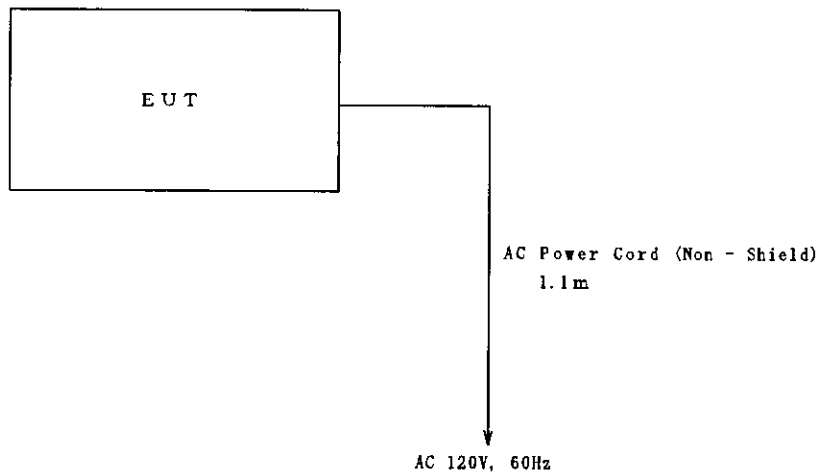 EUT
AC Power Cord (Non - Shield)
1.1m
AC 120V, 60Hz